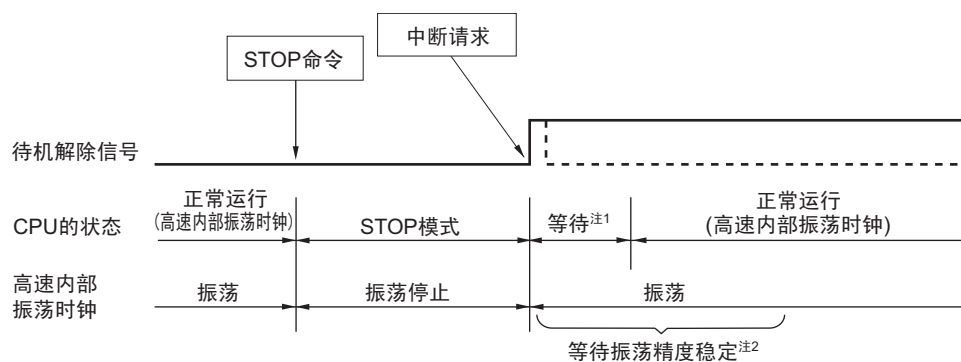 中断请求
STOP命令
待机解除信号
正常运行
(高速内部振荡时钟)
正常运行
(高速内部振荡时钟)
CPU的状态
STOP模式
等待注1
高速内部
振荡时钟
振荡
振荡停止
振荡
等待振荡精度稳定注2